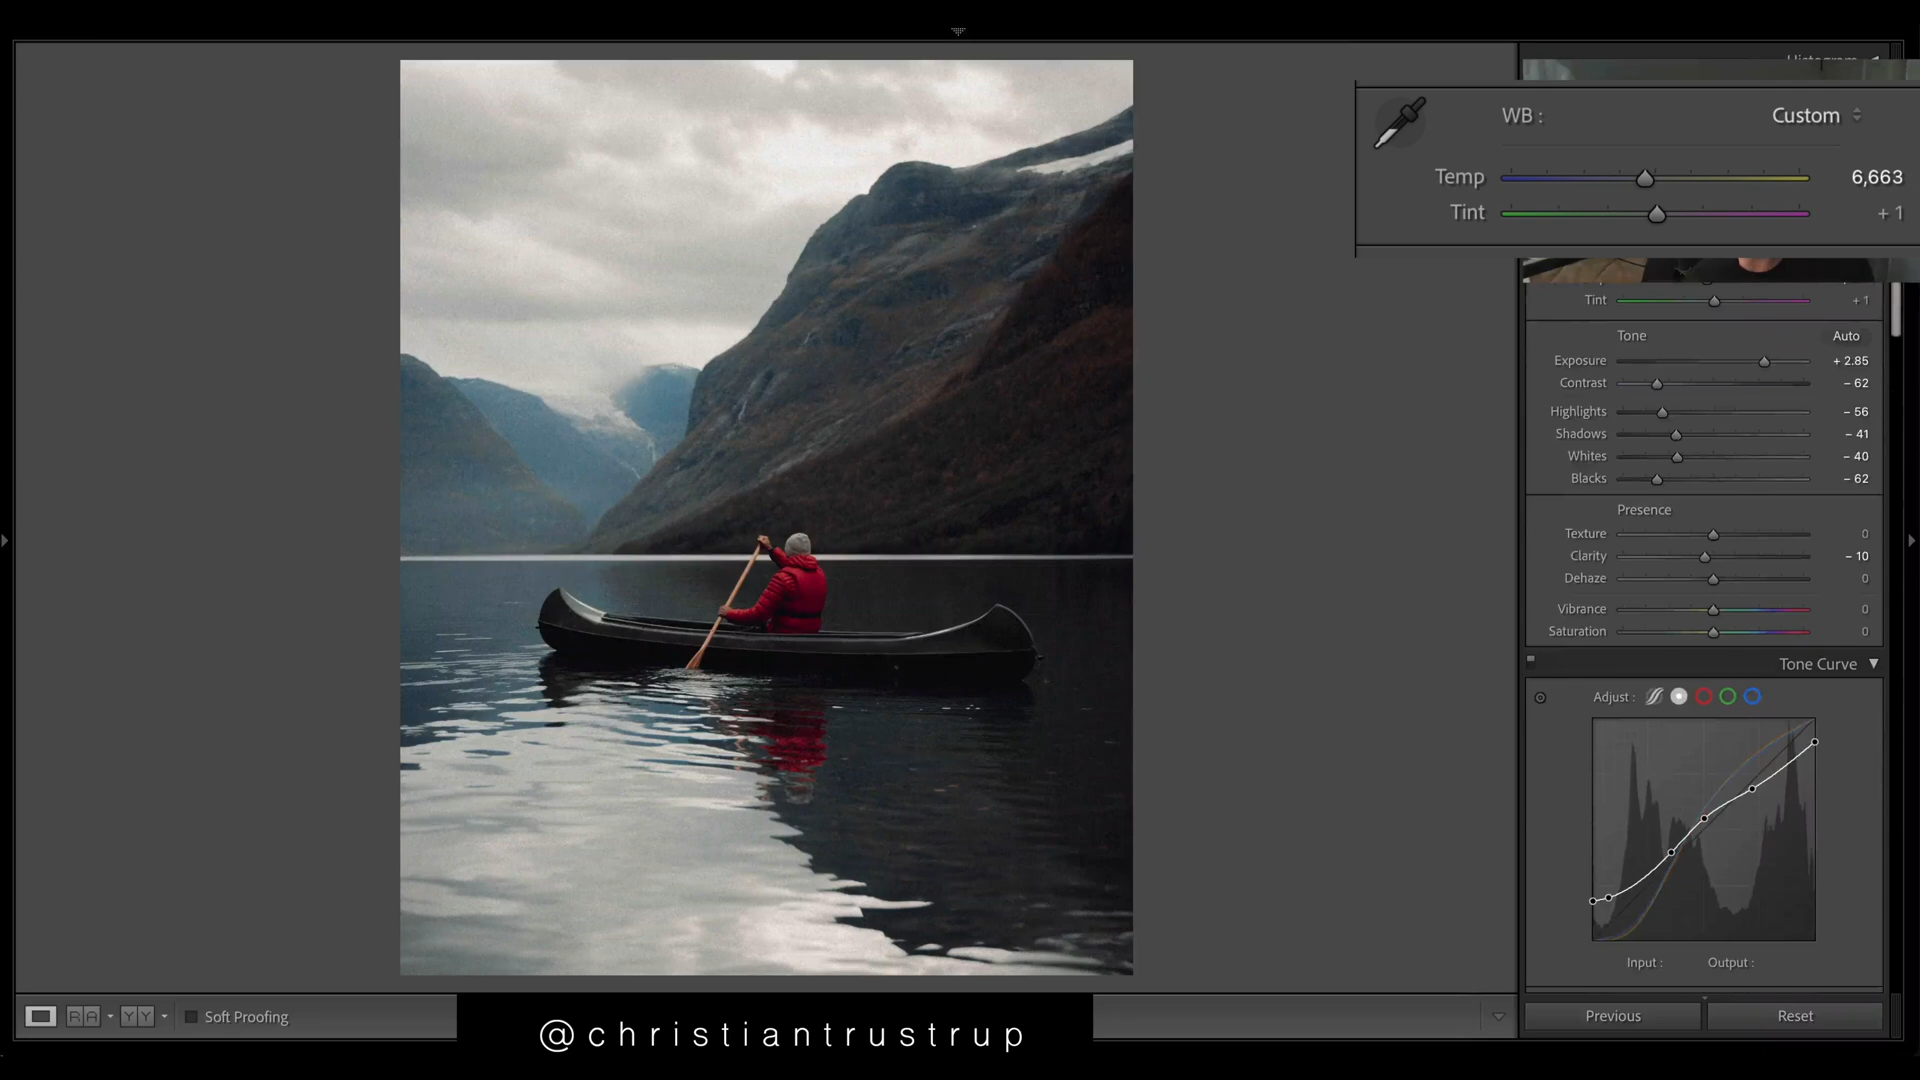 Histogram
WB : Custom
Temp 6,663
Tint + 1
Tint + 1
Tone Auto
Exposure + 2.85
Contrast – 62
Highlights – 56
Shadows – 41
Whites – 40
Blacks – 62
Presence
Texture 0
Clarity – 10
Dehaze 0
Vibrance 0
Saturation 0
Tone Curve
Adjust :
Input : Output :
R A Y Y Soft Proofing
Previous Reset
@christiantrustrup